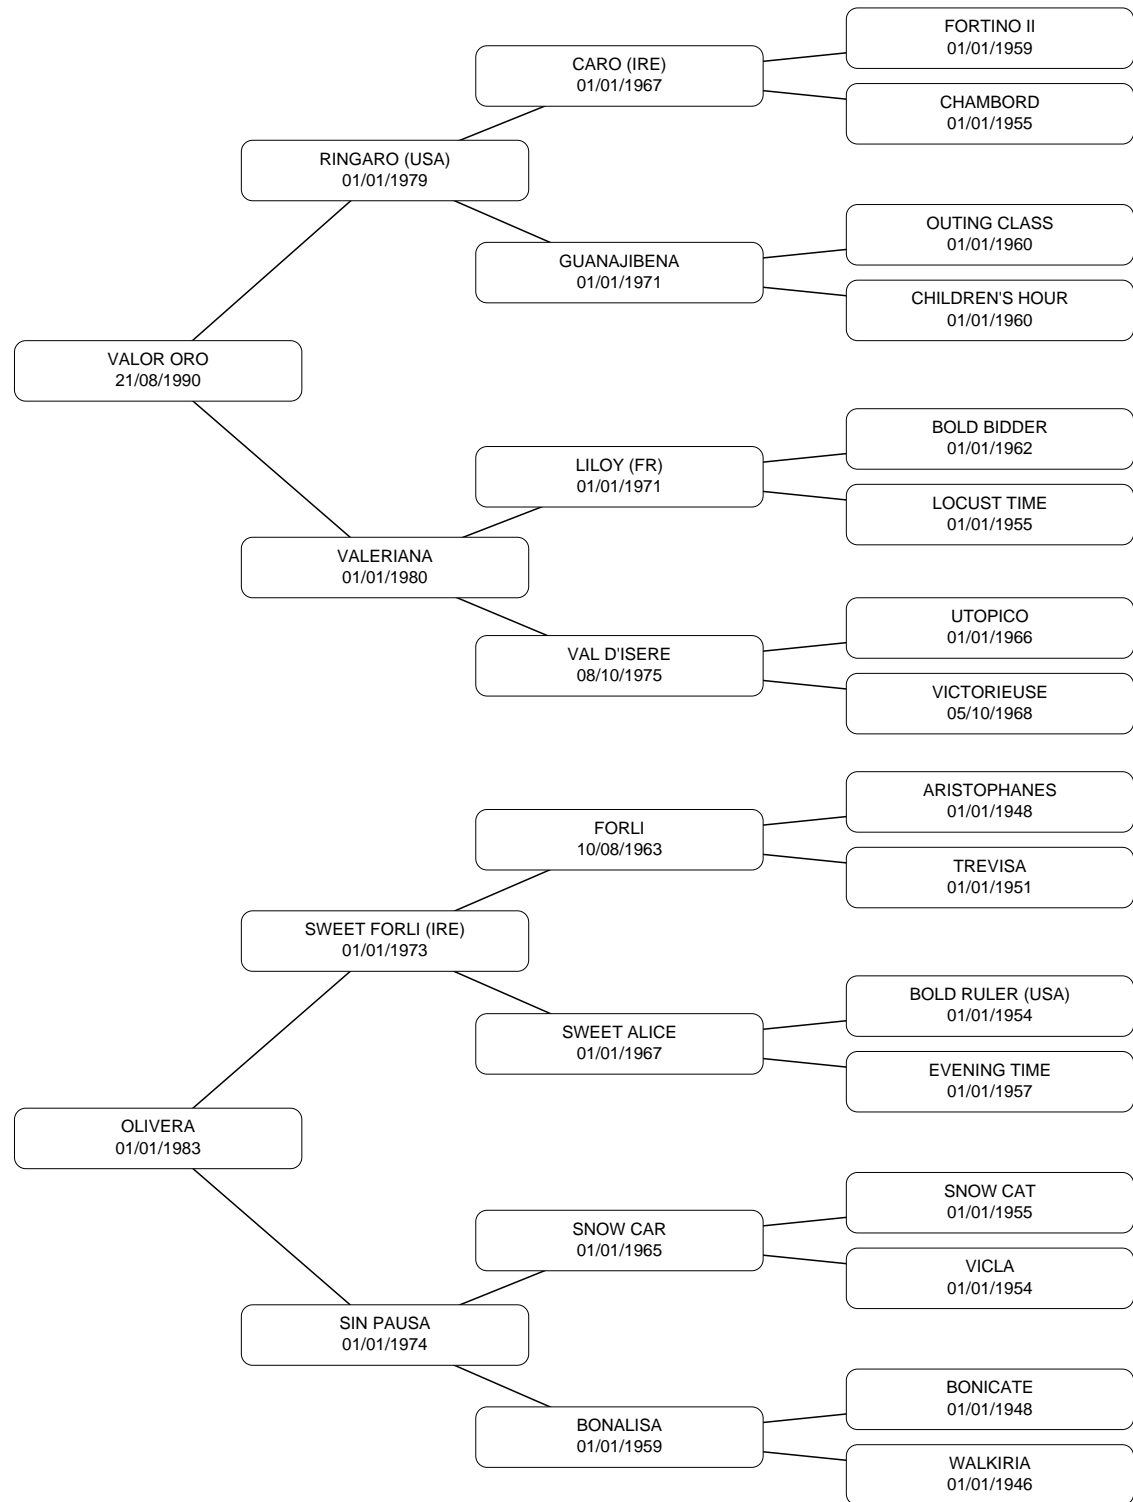 FORTINO II
01/01/1959
CARO (IRE)
01/01/1967
CHAMBORD
01/01/1955
RINGARO (USA)
01/01/1979
OUTING CLASS
01/01/1960
GUANAJIBENA
01/01/1971
CHILDREN'S HOUR
01/01/1960
VALOR ORO
21/08/1990
BOLD BIDDER
01/01/1962
LILOY (FR)
01/01/1971
LOCUST TIME
01/01/1955
VALERIANA
01/01/1980
UTOPICO
01/01/1966
VAL D'ISERE
08/10/1975
VICTORIEUSE
05/10/1968
ARISTOPHANES
01/01/1948
FORLI
10/08/1963
TREVISA
01/01/1951
SWEET FORLI (IRE)
01/01/1973
BOLD RULER (USA)
01/01/1954
SWEET ALICE
01/01/1967
EVENING TIME
01/01/1957
OLIVERA
01/01/1983
SNOW CAT
01/01/1955
SNOW CAR
01/01/1965
VICLA
01/01/1954
SIN PAUSA
01/01/1974
BONICATE
01/01/1948
BONALISA
01/01/1959
WALKIRIA
01/01/1946